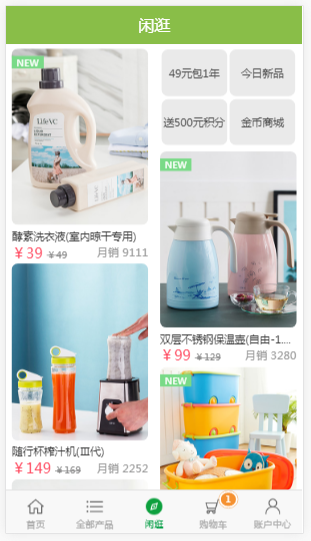 闲逛
NEW
LifeVC
酵素洗衣液(室内晾干专用)
￥39 ￥49 月销 9111
随行杯榨汁机(Ⅲ代)
￥149 ￥169 月销 2252
49元包1年
今日新品
送500元积分
金币商城
NEW
双层不锈钢保温壶(自由-1....
￥99 ￥129 月销 3280
NEW
首页
全部产品
闲逛
购物车
1
账户中心